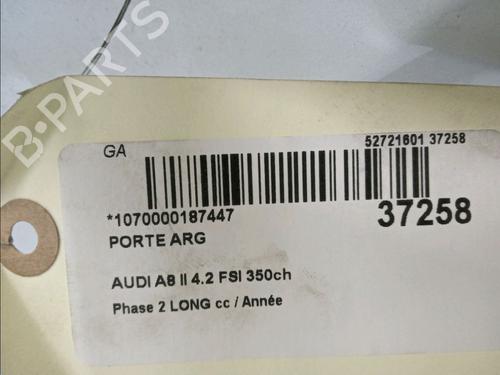 B-PARTS
GA
52721601 37258
*1070000187447
37258
PORTE ARG
AUDI A8 II 4.2 FSI 350ch
Phase 2 LONG cc / Année